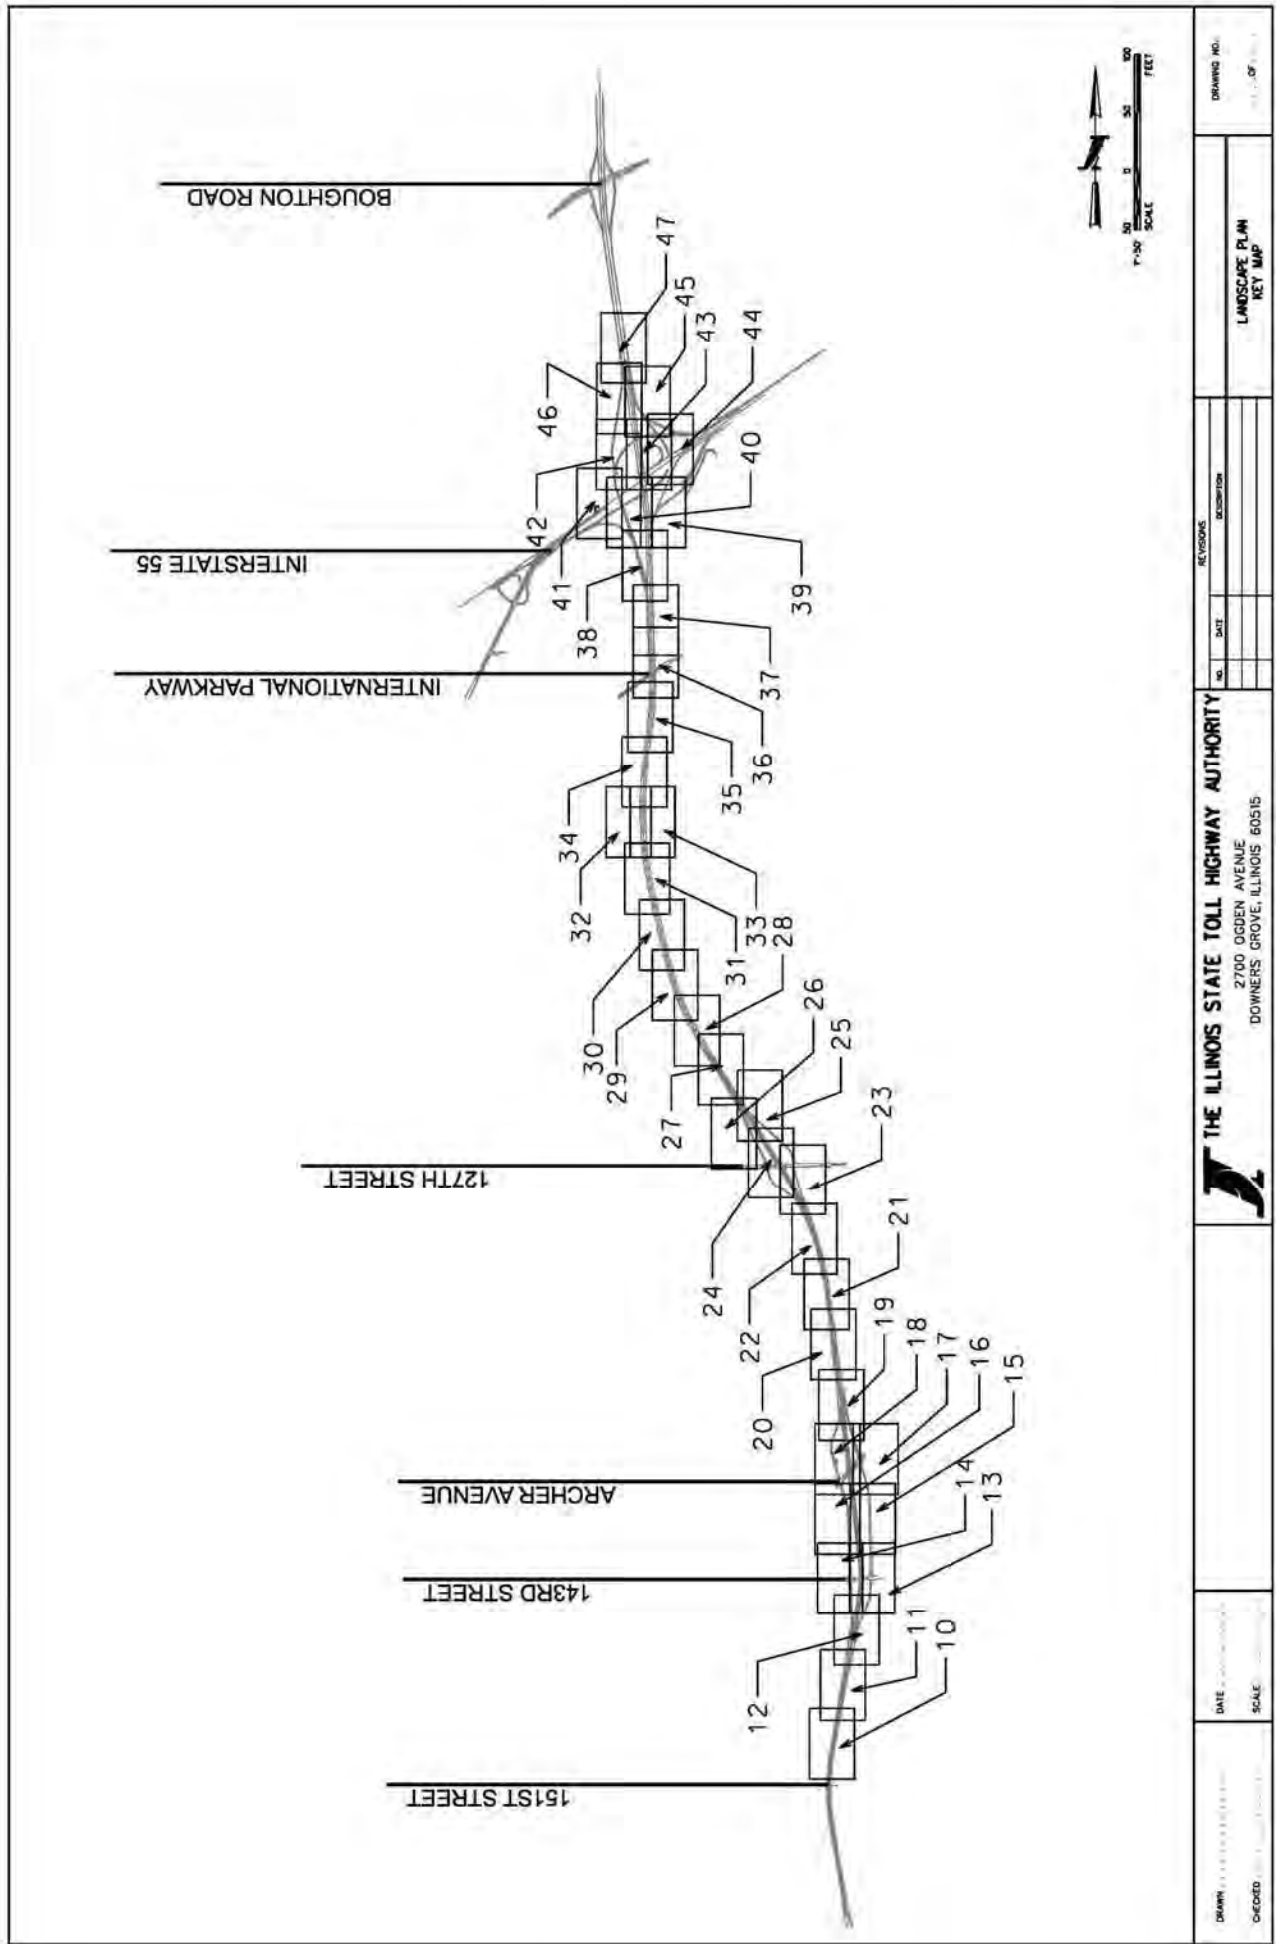 BOUGHTON ROAD
INTERSTATE 55
INTERNATIONAL PARKWAY
127TH STREET
ARCHER AVENUE
143RD STREET
151ST STREET
10
11
12
13
14
15
16
17
18
19
20
21
22
23
24
25
26
27
28
29
30
31
32
33
34
35
36
37
38
39
40
41
42
43
44
45
46
47
50 0 50 100
1"=50' SCALE FEET
DRAWN
CHECKED
DATE
SCALE
THE ILLINOIS STATE TOLL HIGHWAY AUTHORITY
2700 OGDEN AVENUE
DOWNERS GROVE, ILLINOIS 60515
REVISIONS
NO. DATE DESCRIPTION
LANDSCAPE PLAN
KEY MAP
DRAWING NO.
OF